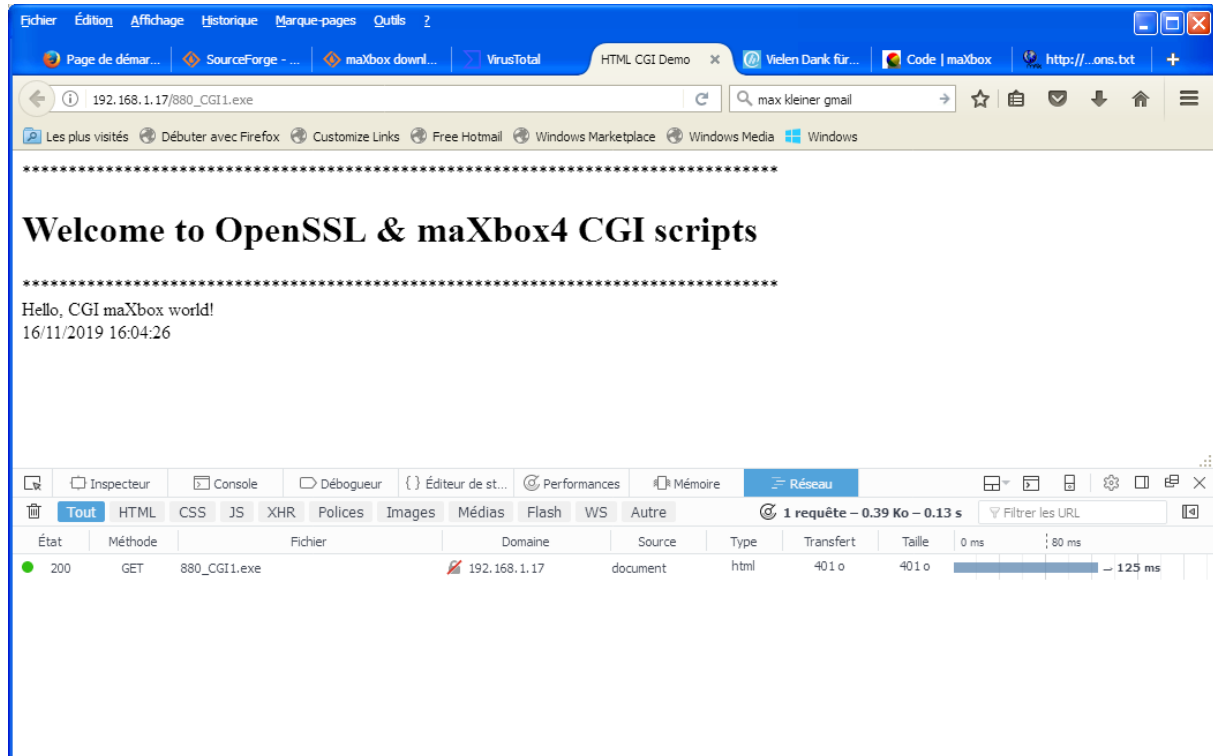 Fichier Édition Affichage Historique Marque-pages Outils ?
Page de démar... SourceForge - ... maXbox downl... VirusTotal HTML CGI Demo Vielen Dank für... Code | maXbox http://...ons.txt
192.168.1.17/880_CGI1.exe max kleiner gmail
Les plus visités Débuter avec Firefox Customize Links Free Hotmail Windows Marketplace Windows Media Windows
**********************************************************************************
Welcome to OpenSSL & maXbox4 CGI scripts
**********************************************************************************
Hello, CGI maXbox world!
16/11/2019 16:04:26
Inspecteur Console Débogueur { } Éditeur de st... Performances Mémoire Réseau
Tout HTML CSS JS XHR Polices Images Médias Flash WS Autre 1 requête – 0.39 Ko – 0.13 s Filtrer les URL
État Méthode Fichier Domaine Source Type Transfert Taille 0 ms 80 ms
200 GET 880_CGI1.exe 192.168.1.17 document html 401 o 401 o → 125 ms